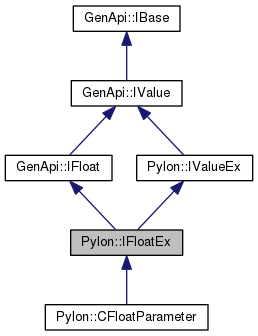 GenApi::IBase
GenApi::IValue
GenApi::IFloat
Pylon::IValueEx
Pylon::IFloatEx
Pylon::CFloatParameter